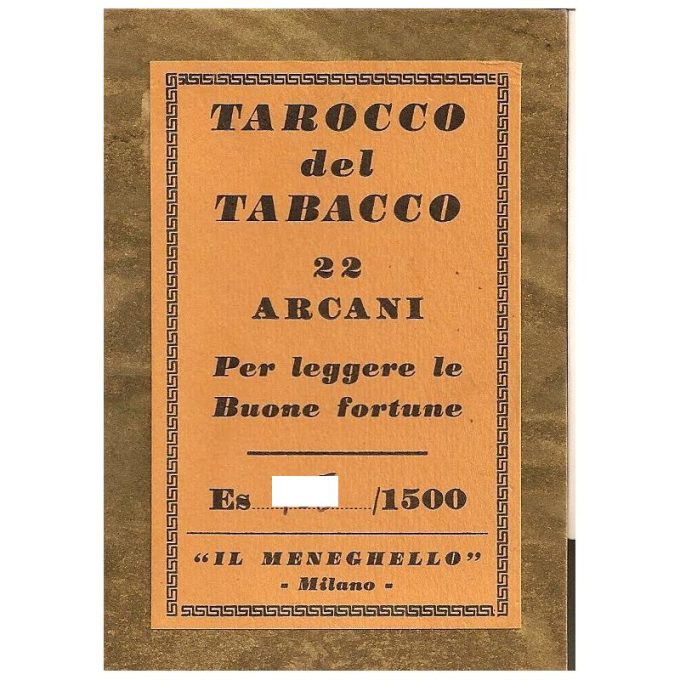 TAROCCO
del
TABACCO
22
ARCANI
Per leggere le
Buone fortune
Es /1500
"IL MENEGHELLO"
- Milano -